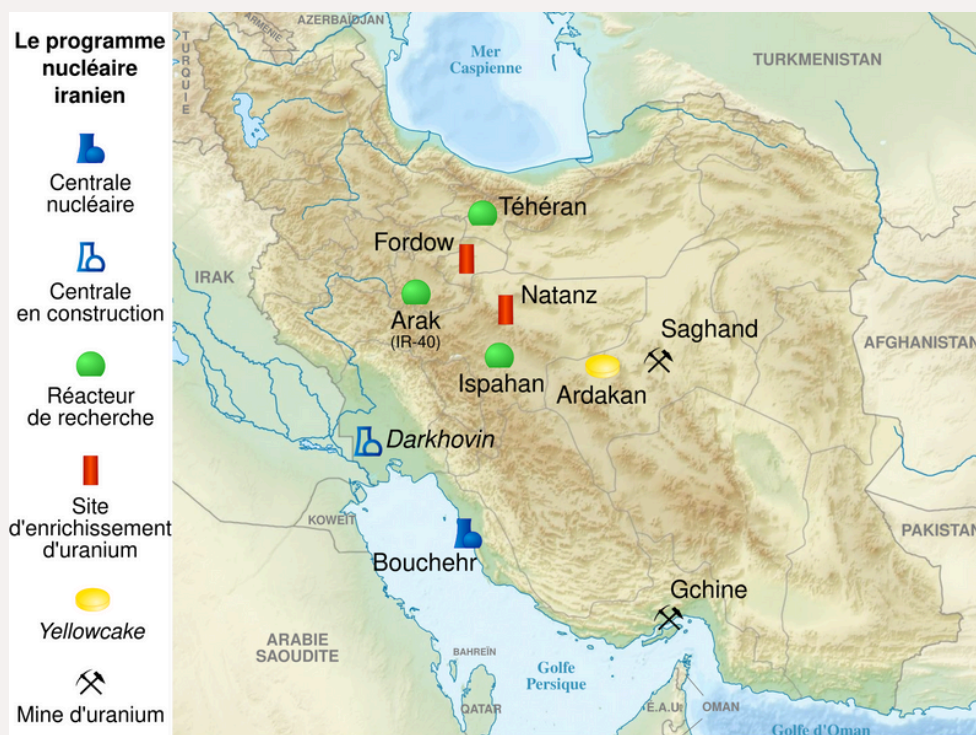 Le programme
nucléaire
iranien
Centrale
nucléaire
Centrale
en construction
Réacteur
de recherche
Site
d'enrichissement
d'uranium
Yellowcake
Mine d'uranium
TURQUIE
ARMÉNIE
AZERBAÏDJAN
Mer
Caspienne
TURKMENISTAN
Téhéran
Fordow
IRAK
Arak
(IR-40)
Natanz
Ispahan
Saghand
Ardakan
AFGHANISTAN
Darkhovin
KOWEIT
Bouchehr
PAKISTAN
Gchine
ARABIE
SAOUDITE
BAHREÏN
Golfe
Persique
QATAR
É.A.U
OMAN
Golfe d'Oman